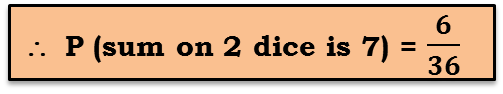 ∴ P (sum on 2 dice is 7) = 6/36